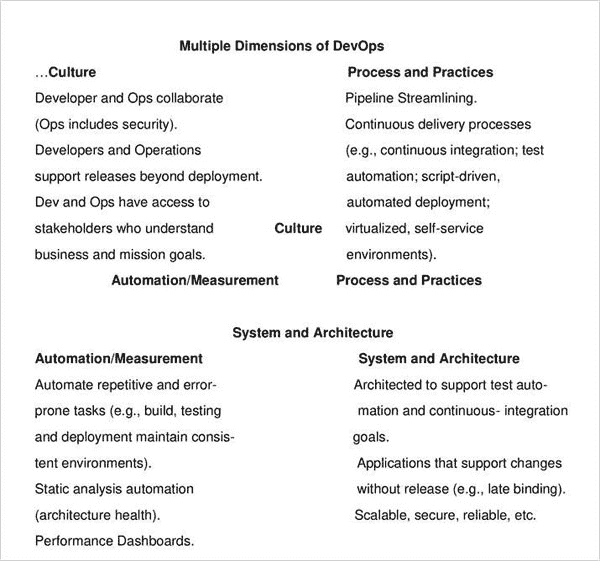 Multiple Dimensions of DevOps
…Culture
Developer and Ops collaborate
(Ops includes security).
Developers and Operations
support releases beyond deployment.
Dev and Ops have access to
stakeholders who understand
business and mission goals.
Process and Practices
Pipeline Streamlining.
Continuous delivery processes
(e.g., continuous integration; test
automation; script-driven,
automated deployment;
virtualized, self-service
environments).
Culture
Automation/Measurement
Process and Practices
System and Architecture
Automation/Measurement
Automate repetitive and error-
prone tasks (e.g., build, testing
and deployment maintain consis-
tent environments).
Static analysis automation
(architecture health).
Performance Dashboards.
System and Architecture
Architected to support test auto-
mation and continuous- integration
goals.
Applications that support changes
without release (e.g., late binding).
Scalable, secure, reliable, etc.